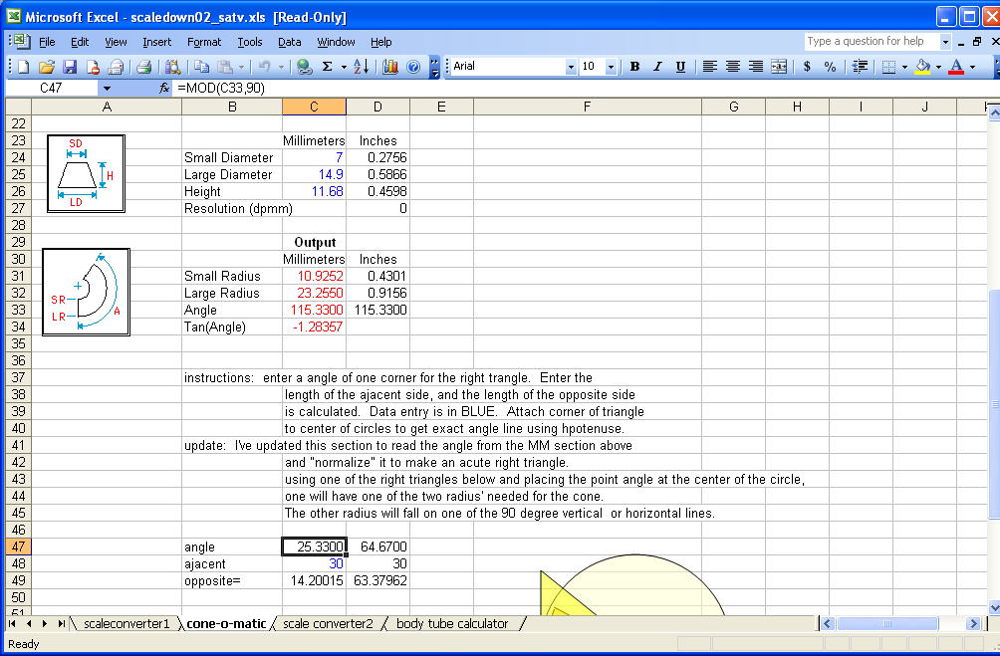 Microsoft Excel - scaledown02_satv.xls [Read-Only]
File Edit View Insert Format Tools Data Window Help Type a question for help
Arial 10 B I U $ %
C47 fx =MOD(C33,90)
A B C D E F G H I J
22
23 Millimeters Inches
SD
24 Small Diameter 7 0.2756
25 Large Diameter 14.9 0.5866
H
26 Height 11.68 0.4598
LD
27 Resolution (dpmm) 0
28
29 Output
30 Millimeters Inches
31 Small Radius 10.9252 0.4301
SR
32 Large Radius 23.2550 0.9156
LR A
33 Angle 115.3300 115.3300
34 Tan(Angle) -1.28357
35
36
37 instructions: enter a angle of one corner for the right trangle. Enter the
38 length of the ajacent side, and the length of the opposite side
39 is calculated. Data entry is in BLUE. Attach corner of triangle
40 to center of circles to get exact angle line using hpotenuse.
41 update: I've updated this section to read the angle from the MM section above
42 and "normalize" it to make an acute right triangle.
43 using one of the right triangles below and placing the point angle at the center of the circle,
44 one will have one of the two radius' needed for the cone.
45 The other radius will fall on one of the 90 degree vertical or horizontal lines.
46
47 angle 25.3300 64.6700
48 ajacent 30 30
49 opposite= 14.20015 63.37962
50
51
scaleconverter1 cone-o-matic scale converter2 body tube calculator
Ready